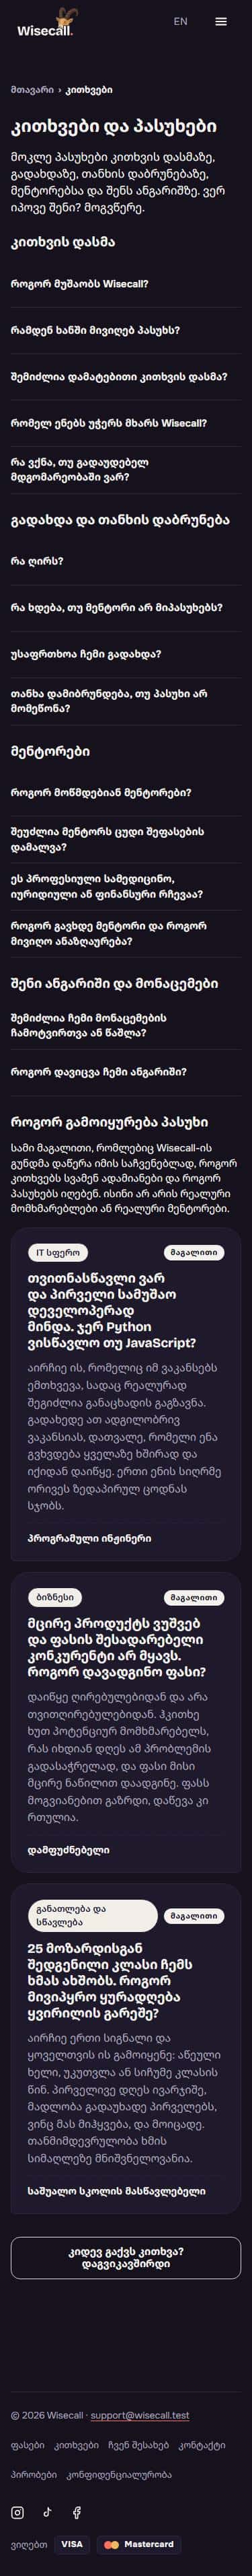 Wisecall.
EN
მთავარი › კითხვები
კითხვები და პასუხები
მოკლე პასუხები კითხვის დასმაზე,
გადახდაზე, თანხის დაბრუნებაზე,
მენტორებსა და შენს ანგარიშზე. ვერ
იპოვე შენი? მოგვწერე.
კითხვის დასმა
როგორ მუშაობს Wisecall?
რამდენ ხანში მივიღებ პასუხს?
შემიძლია დამატებითი კითხვის დასმა?
რომელ ენებს უჭერს მხარს Wisecall?
რა ვქნა, თუ გადაუდებელ
მდგომარეობაში ვარ?
გადახდა და თანხის დაბრუნება
რა ღირს?
რა ხდება, თუ მენტორი არ მიპასუხებს?
უსაფრთხოა ჩემი გადახდა?
თანხა დამიბრუნდება, თუ პასუხი არ
მომეწონა?
მენტორები
როგორ მოწმდებიან მენტორები?
შეუძლია მენტორს ცუდი შეფასების
დამალვა?
ეს პროფესიული სამედიცინო,
იურიდიული ან ფინანსური რჩევაა?
როგორ გავხდე მენტორი და როგორ
მივიღო ანაზღაურება?
შენი ანგარიში და მონაცემები
შემიძლია ჩემი მონაცემების
ჩამოტვირთვა ან წაშლა?
როგორ დავიცვა ჩემი ანგარიში?
როგორ გამოიყურება პასუხი
სამი მაგალითი, რომლებიც Wisecall-ის
გუნდმა დაწერა იმის საჩვენებლად, როგორ
კითხვებს სვამენ ადამიანები და როგორ
პასუხებს იღებენ. ისინი არ არის რეალური
მომხმარებლები ან რეალური მენტორები.
IT სფერო
მაგალითი
თვითნასწავლი ვარ
და პირველი სამუშაო
დეველოპერად
მინდა. ჯერ Python
ვისწავლო თუ JavaScript?
აირჩიე ის, რომელიც იმ ვაკანსებს
ემთხვევა, სადაც რეალურად
შეგიძლია განაცხადის გაგზავნა.
გადახედე ათ ადგილობრივ
ვაკანსიას, დათვალე, რომელი ენა
გვხვდება ყველაზე ხშირად და
იქიდან დაიწყე. ერთი ენის სიღრმე
ორივეს ზედაპირულ ცოდნას
სჯობს.
პროგრამული ინჟინერი
ბიზნესი
მაგალითი
მცირე პროდუქტს ვუშვებ
და ფასის შესადარებელი
კონკურენტი არ მყავს.
როგორ დავადგინო ფასი?
დაიწყე ღირებულებიდან და არა
თვითღირებულებიდან. ჰკითხე
ხუთ პოტენციურ მომხმარებელს,
რას იხდიან დღეს ამ პრობლემის
გადასაჭრელად, და ფასი მისი
მცირე ნაწილით დაადგინე. ფასს
მოგვიანებით გაზრდი, დაწევა კი
რთულია.
დამფუძნებელი
განათლება და
სწავლება
მაგალითი
25 მოზარდისგან
შედგენილი კლასი ჩემს
ხმას ახშობს. როგორ
მივიპყრო ყურადღება
ყვირილის გარეშე?
აირჩიე ერთი სიგნალი და
ყოველთვის ის გამოიყენე: აწეული
ხელი, უკუთვლა ან სიჩუმე კლასის
წინ. პირველივე დღეს ივარჯიშე,
მადლობა გადაუხადე პირველებს,
ვინც მას მიჰყვება, და მოიცადე.
თანმიმდევრულობა ხმის
სიმაღლეზე მნიშვნელოვანია.
საშუალო სკოლის მასწავლებელი
კიდევ გაქვს კითხვა?
დაგვიკავშირდი
© 2026 Wisecall · support@wisecall.test
ფასები კითხვები ჩვენ შესახებ კონტაქტი
პირობები კონფიდენციალურობა
ვიღებთ VISA Mastercard